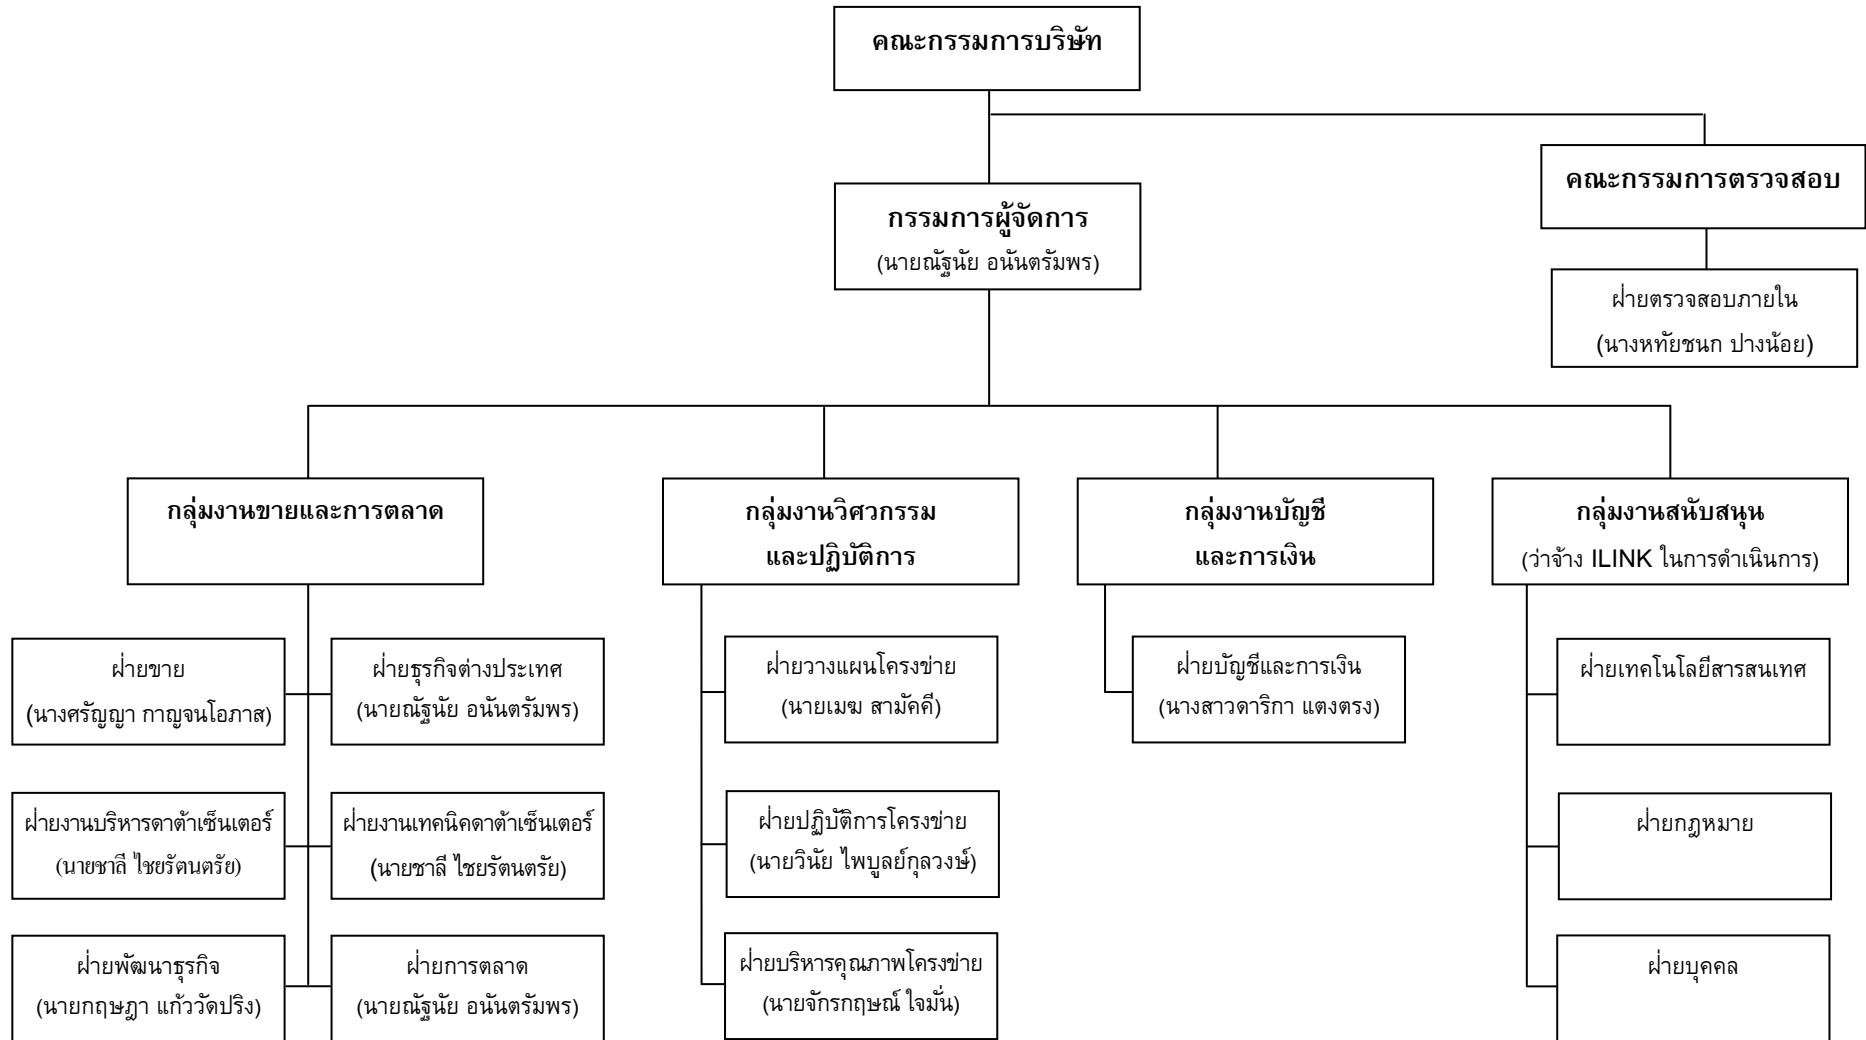 คณะกรรมการบริษัท
คณะกรรมการตรวจสอบ
กรรมการผู้จัดการ
(นายณัฐนัย อนันตรัมพร)
ฝ่ายตรวจสอบภายใน
(นางหทัยชนก ปางน้อย)
กลุ่มงานขายและการตลาด
กลุ่มงานวิศวกรรม
และปฏิบัติการ
กลุ่มงานบัญชี
และการเงิน
กลุ่มงานสนับสนุน
(ว่าจ้าง ILINK ในการดำเนินการ)
ฝ่ายขาย
(นางศรัญญา กาญจนโอภาส)
ฝ่ายธุรกิจต่างประเทศ
(นายณัฐนัย อนันตรัมพร)
ฝ่ายวางแผนโครงข่าย
(นายเมฆ สามัคคี)
ฝ่ายบัญชีและการเงิน
(นางสาวดาริกา แตงตรง)
ฝ่ายเทคโนโลยีสารสนเทศ
ฝ่ายงานบริหารดาต้าเซ็นเตอร์
(นายชาลี ไชยรัตนตรัย)
ฝ่ายงานเทคนิคดาต้าเซ็นเตอร์
(นายชาลี ไชยรัตนตรัย)
ฝ่ายปฏิบัติการโครงข่าย
(นายวินัย ไพบูลย์กุลวงษ์)
ฝ่ายกฎหมาย
ฝ่ายพัฒนาธุรกิจ
(นายกฤษฎา แก้ววัดปริง)
ฝ่ายการตลาด
(นายณัฐนัย อนันตรัมพร)
ฝ่ายบริหารคุณภาพโครงข่าย
(นายจักรกฤษณ์ ใจมั่น)
ฝ่ายบุคคล